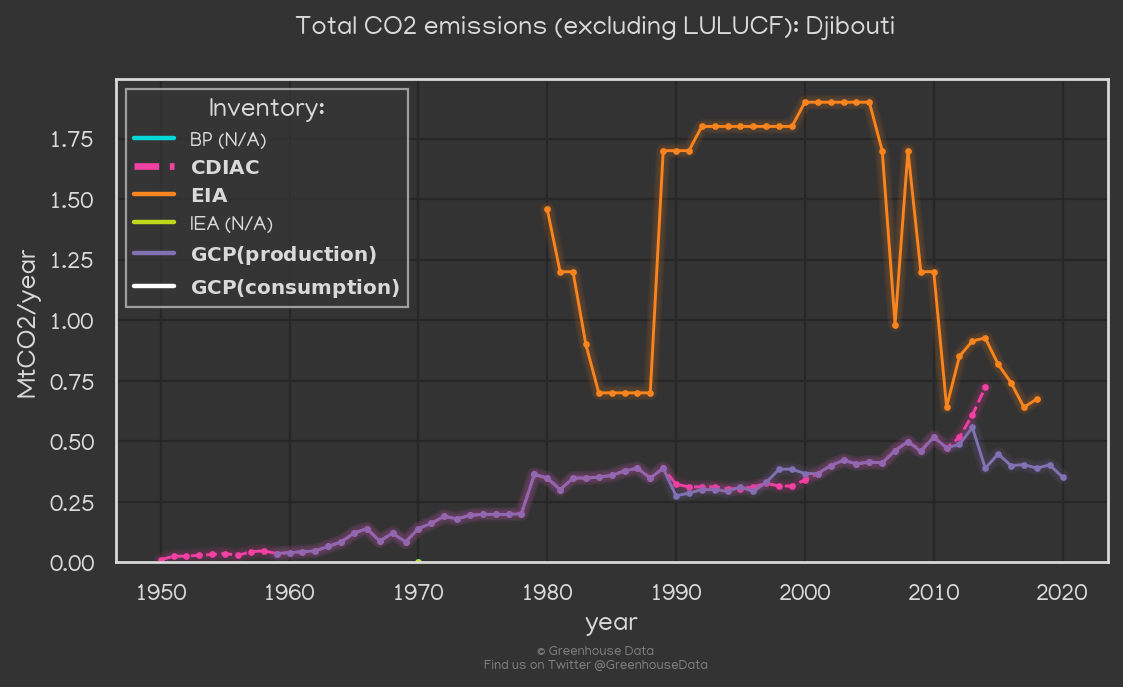 Total CO2 emissions (excluding LULUCF): Djibouti
Inventory:
BP (N/A)
CDIAC
EIA
IEA (N/A)
GCP(production)
GCP(consumption)
MtCO2/year
1.75
1.50
1.25
1.00
0.75
0.50
0.25
0.00
1950 1960 1970 1980 1990 2000 2010 2020
year
© Greenhouse Data
Find us on Twitter @GreenhouseData